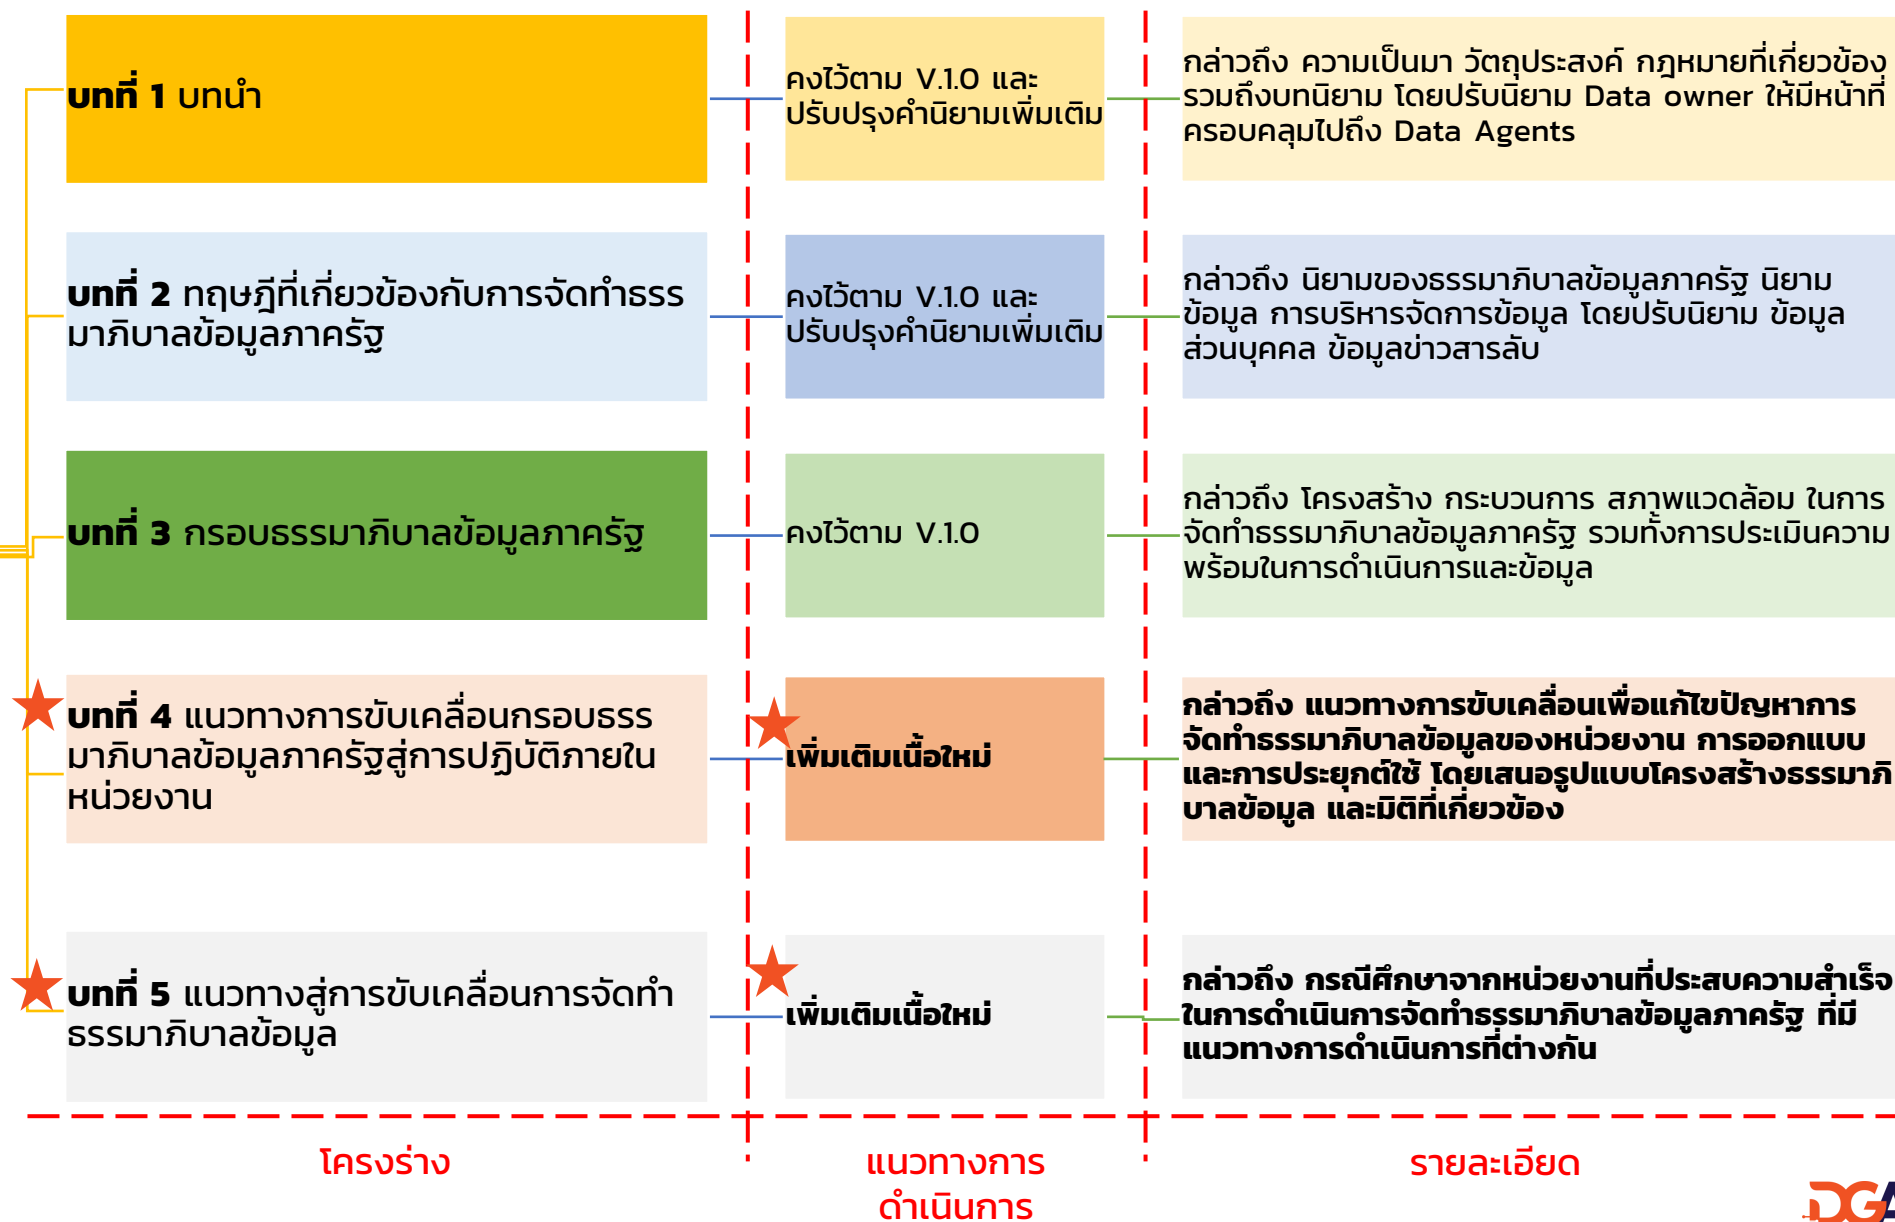 บทที่ 1 บทนำ
คงไว้ตาม V.1.0 และ
ปรับปรุงคำนิยามเพิ่มเติม
กล่าวถึง ความเป็นมา วัตถุประสงค์ กฎหมายที่เกี่ยวข้อง
รวมถึงบทนิยาม โดยปรับนิยาม Data owner ให้มีหน้าที่
ครอบคลุมไปถึง Data Agents
บทที่ 2 ทฤษฎีที่เกี่ยวข้องกับการจัดทำธรร
มาภิบาลข้อมูลภาครัฐ
คงไว้ตาม V.1.0 และ
ปรับปรุงคำนิยามเพิ่มเติม
กล่าวถึง นิยามของธรรมาภิบาลข้อมูลภาครัฐ นิยาม
ข้อมูล การบริหารจัดการข้อมูล โดยปรับนิยาม ข้อมูล
ส่วนบุคคล ข้อมูลข่าวสารลับ
บทที่ 3 กรอบธรรมาภิบาลข้อมูลภาครัฐ
คงไว้ตาม V.1.0
กล่าวถึง โครงสร้าง กระบวนการ สภาพแวดล้อม ในการ
จัดทำธรรมาภิบาลข้อมูลภาครัฐ รวมทั้งการประเมินความ
พร้อมในการดำเนินการและข้อมูล
บทที่ 4 แนวทางการขับเคลื่อนกรอบธรร
มาภิบาลข้อมูลภาครัฐสู่การปฏิบัติภายใน
หน่วยงาน
เพิ่มเติมเนื้อใหม่
กล่าวถึง แนวทางการขับเคลื่อนเพื่อแก้ไขปัญหาการ
จัดทำธรรมาภิบาลข้อมูลของหน่วยงาน การออกแบบ
และการประยุกต์ใช้ โดยเสนอรูปแบบโครงสร้างธรรมาภิ
บาลข้อมูล และมิติที่เกี่ยวข้อง
บทที่ 5 แนวทางสู่การขับเคลื่อนการจัดทำ
ธรรมาภิบาลข้อมูล
เพิ่มเติมเนื้อใหม่
กล่าวถึง กรณีศึกษาจากหน่วยงานที่ประสบความสำเร็จ
ในการดำเนินการจัดทำธรรมาภิบาลข้อมูลภาครัฐ ที่มี
แนวทางการดำเนินการที่ต่างกัน
โครงร่าง
แนวทางการ
ดำเนินการ
รายละเอียด
DGA